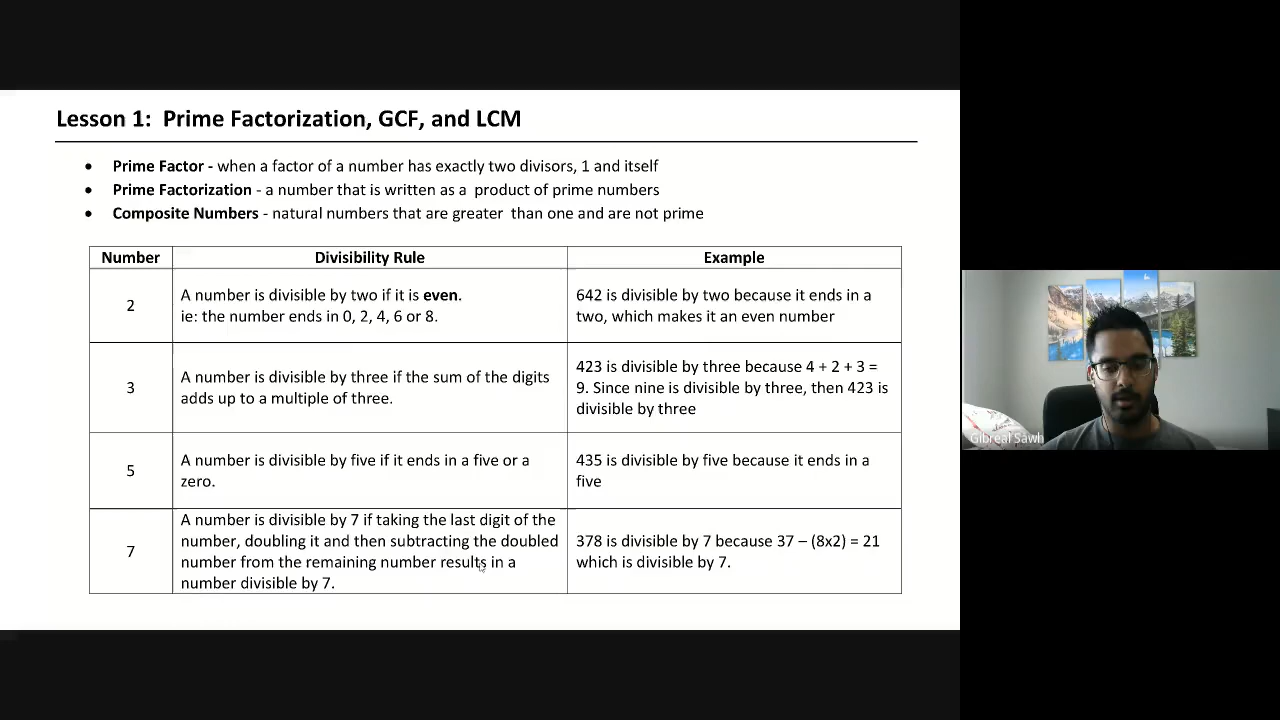 Lesson 1: Prime Factorization, GCF, and LCM
• Prime Factor - when a factor of a number has exactly two divisors, 1 and itself
• Prime Factorization - a number that is written as a product of prime numbers
• Composite Numbers - natural numbers that are greater than one and are not prime
Number Divisibility Rule Example
2
A number is divisible by two if it is even.
ie: the number ends in 0, 2, 4, 6 or 8.
642 is divisible by two because it ends in a
two, which makes it an even number
3
A number is divisible by three if the sum of the digits
adds up to a multiple of three.
423 is divisible by three because 4 + 2 + 3 =
9. Since nine is divisible by three, then 423 is
divisible by three
5
A number is divisible by five if it ends in a five or a
zero.
435 is divisible by five because it ends in a
five
7
A number is divisible by 7 if taking the last digit of the
number, doubling it and then subtracting the doubled
number from the remaining number results in a
number divisible by 7.
378 is divisible by 7 because 37 – (8x2) = 21
which is divisible by 7.
Gibreal Sawh